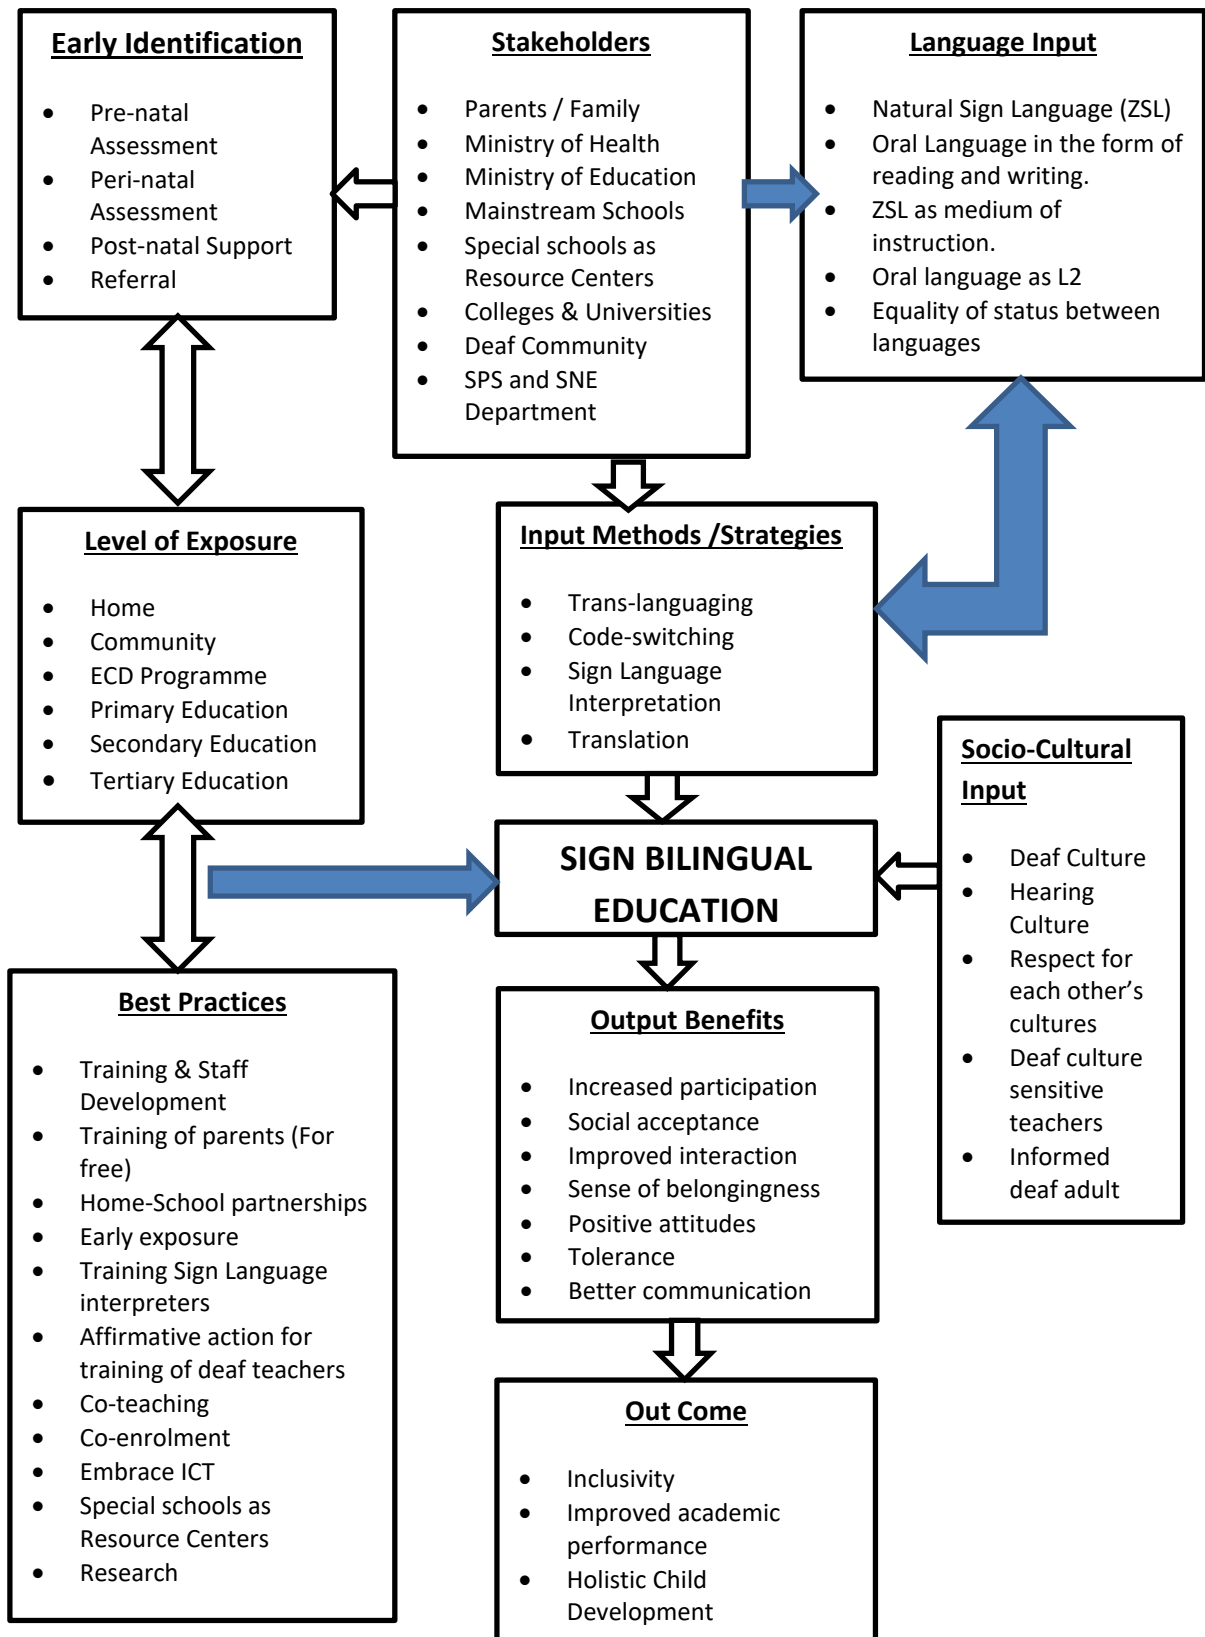 Early Identification
• Pre-natal
Assessment
• Peri-natal
Assessment
• Post-natal Support
• Referral
Stakeholders
• Parents / Family
• Ministry of Health
• Ministry of Education
• Mainstream Schools
• Special schools as
Resource Centers
• Colleges & Universities
• Deaf Community
• SPS and SNE
Department
Language Input
• Natural Sign Language (ZSL)
• Oral Language in the form of
reading and writing.
• ZSL as medium of
instruction.
• Oral language as L2
• Equality of status between
languages
Level of Exposure
• Home
• Community
• ECD Programme
• Primary Education
• Secondary Education
• Tertiary Education
Input Methods /Strategies
• Trans-languaging
• Code-switching
• Sign Language
Interpretation
• Translation
Socio-Cultural
Input
• Deaf Culture
• Hearing
Culture
• Respect for
each other’s
cultures
• Deaf culture
sensitive
teachers
• Informed
deaf adult
SIGN BILINGUAL
EDUCATION
Best Practices
• Training & Staff
Development
• Training of parents (For
free)
• Home-School partnerships
• Early exposure
• Training Sign Language
interpreters
• Affirmative action for
training of deaf teachers
• Co-teaching
• Co-enrolment
• Embrace ICT
• Special schools as
Resource Centers
• Research
Output Benefits
• Increased participation
• Social acceptance
• Improved interaction
• Sense of belongingness
• Positive attitudes
• Tolerance
• Better communication
Out Come
• Inclusivity
• Improved academic
performance
• Holistic Child
Development